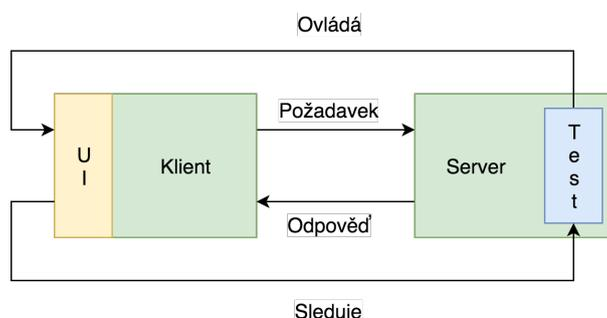 Ovládá
Požadavek
U
I
Klient
Server
T
e
s
t
Odpověď
Sleduje